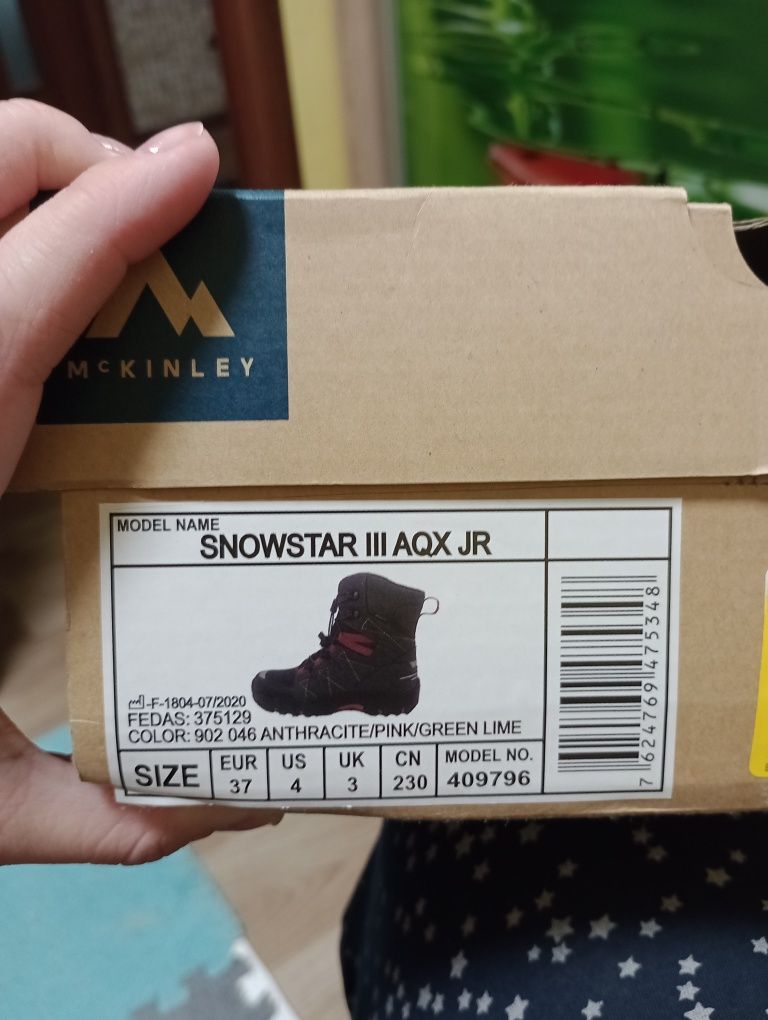 McKINLEY
MODEL NAME
SNOWSTAR III AQX JR
-F-1804-07/2020
FEDAS: 375129
COLOR: 902 046 ANTHRACITE/PINK/GREEN LIME
SIZE
EUR 37
US 4
UK 3
CN 230
MODEL NO. 409796
7 624769 475348